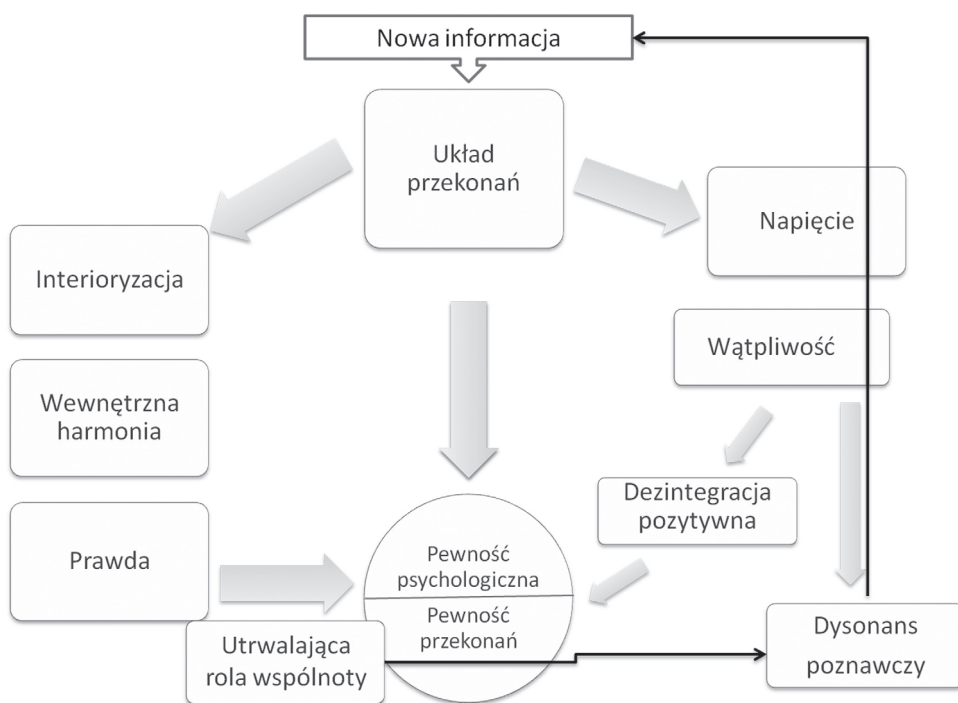 Nowa informacja
Układ
przekonań
Napięcie
Interioryzacja
Wątpliwość
Wewnętrzna
harmonia
Dezintegracja
pozytywna
Prawda
Pewność
psychologiczna
Pewność
przekonań
Utrwalająca
rola wspólnoty
Dysonans
poznawczy